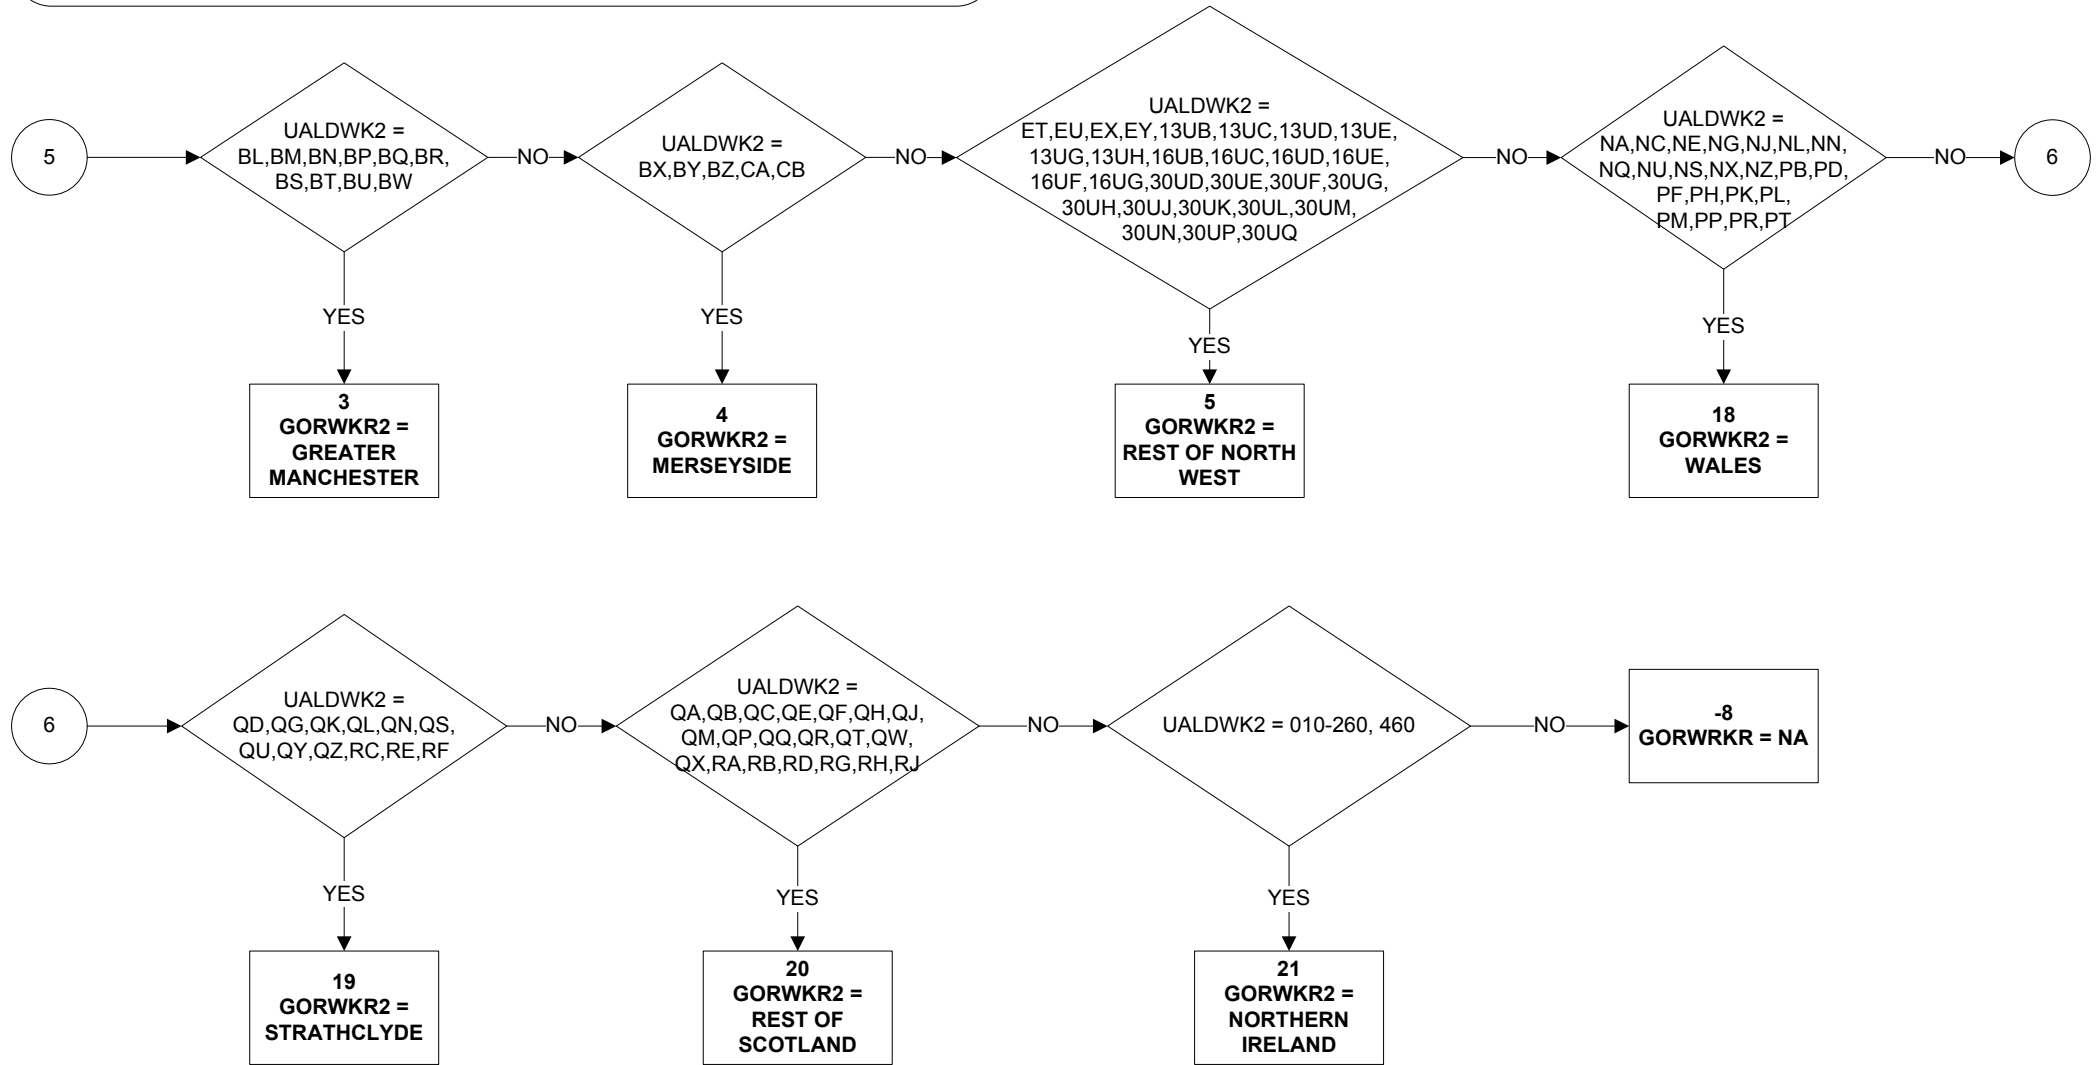 5
UALDWK2 =
BL,BM,BN,BP,BQ,BR,
BS,BT,BU,BW
NO
UALDWK2 =
BX,BY,BZ,CA,CB
NO
UALDWK2 =
ET,EU,EX,EY,13UB,13UC,13UD,13UE,
13UG,13UH,16UB,16UC,16UD,16UE,
16UF,16UG,30UD,30UE,30UF,30UG,
30UH,30UJ,30UK,30UL,30UM,
30UN,30UP,30UQ
NO
UALDWK2 =
NA,NC,NE,NG,NJ,NL,NN,
NQ,NU,NS,NX,NZ,PB,PD,
PF,PH,PK,PL,
PM,PP,PR,PT
NO
6
YES
YES
YES
YES
3
GORWKR2 =
GREATER
MANCHESTER
4
GORWKR2 =
MERSEYSIDE
5
GORWKR2 =
REST OF NORTH
WEST
18
GORWKR2 =
WALES
6
UALDWK2 =
QD,QG,QK,QL,QN,QS,
QU,QY,QZ,RC,RE,RF
NO
UALDWK2 =
QA,QB,QC,QE,QF,QH,QJ,
QM,QP,QQ,QR,QT,QW,
QX,RA,RB,RD,RG,RH,RJ
NO
UALDWK2 = 010-260, 460
NO
-8
GORWRKR = NA
YES
YES
YES
19
GORWKR2 =
STRATHCLYDE
20
GORWKR2 =
REST OF
SCOTLAND
21
GORWKR2 =
NORTHERN
IRELAND